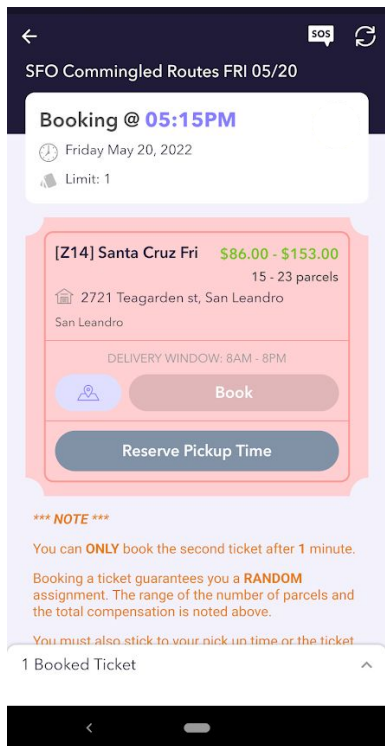 SOS
SFO Commingled Routes FRI 05/20
Booking @ 05:15PM
Friday May 20, 2022
Limit: 1
[Z14] Santa Cruz Fri $86.00 - $153.00
15 - 23 parcels
2721 Teagarden st, San Leandro
San Leandro
DELIVERY WINDOW: 8AM - 8PM
Book
Reserve Pickup Time
*** NOTE ***
You can ONLY book the second ticket after 1 minute.
Booking a ticket guarantees you a RANDOM
assignment. The range of the number of parcels and
the total compensation is noted above.
You must also stick to your pick up time or the ticket
1 Booked Ticket